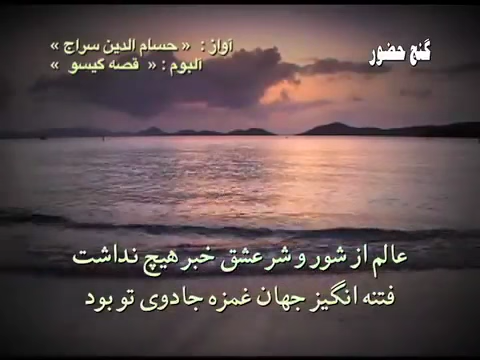 آواز : « حسام الدین سراج »
آلبوم : « قصه گیسو »
گنج حضور
عالم از شور و شر عشق خبر هیچ نداشت
فتنه انگیز جهان غمزه جادوی تو بود